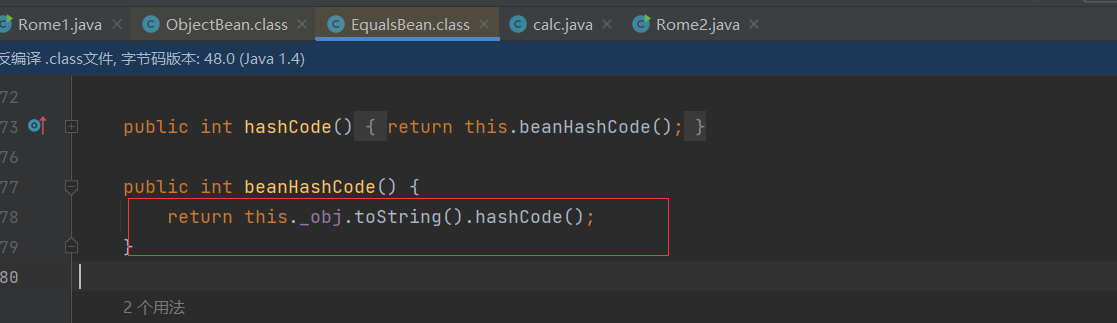 Rome1.java × ObjectBean.class × EqualsBean.class × calc.java × Rome2.java ×
反编译 .class文件, 字节码版本: 48.0 (Java 1.4)
72
73 public int hashCode() { return this.beanHashCode(); }
76
77 public int beanHashCode() {
78 return this._obj.toString().hashCode();
79 }
80
2 个用法